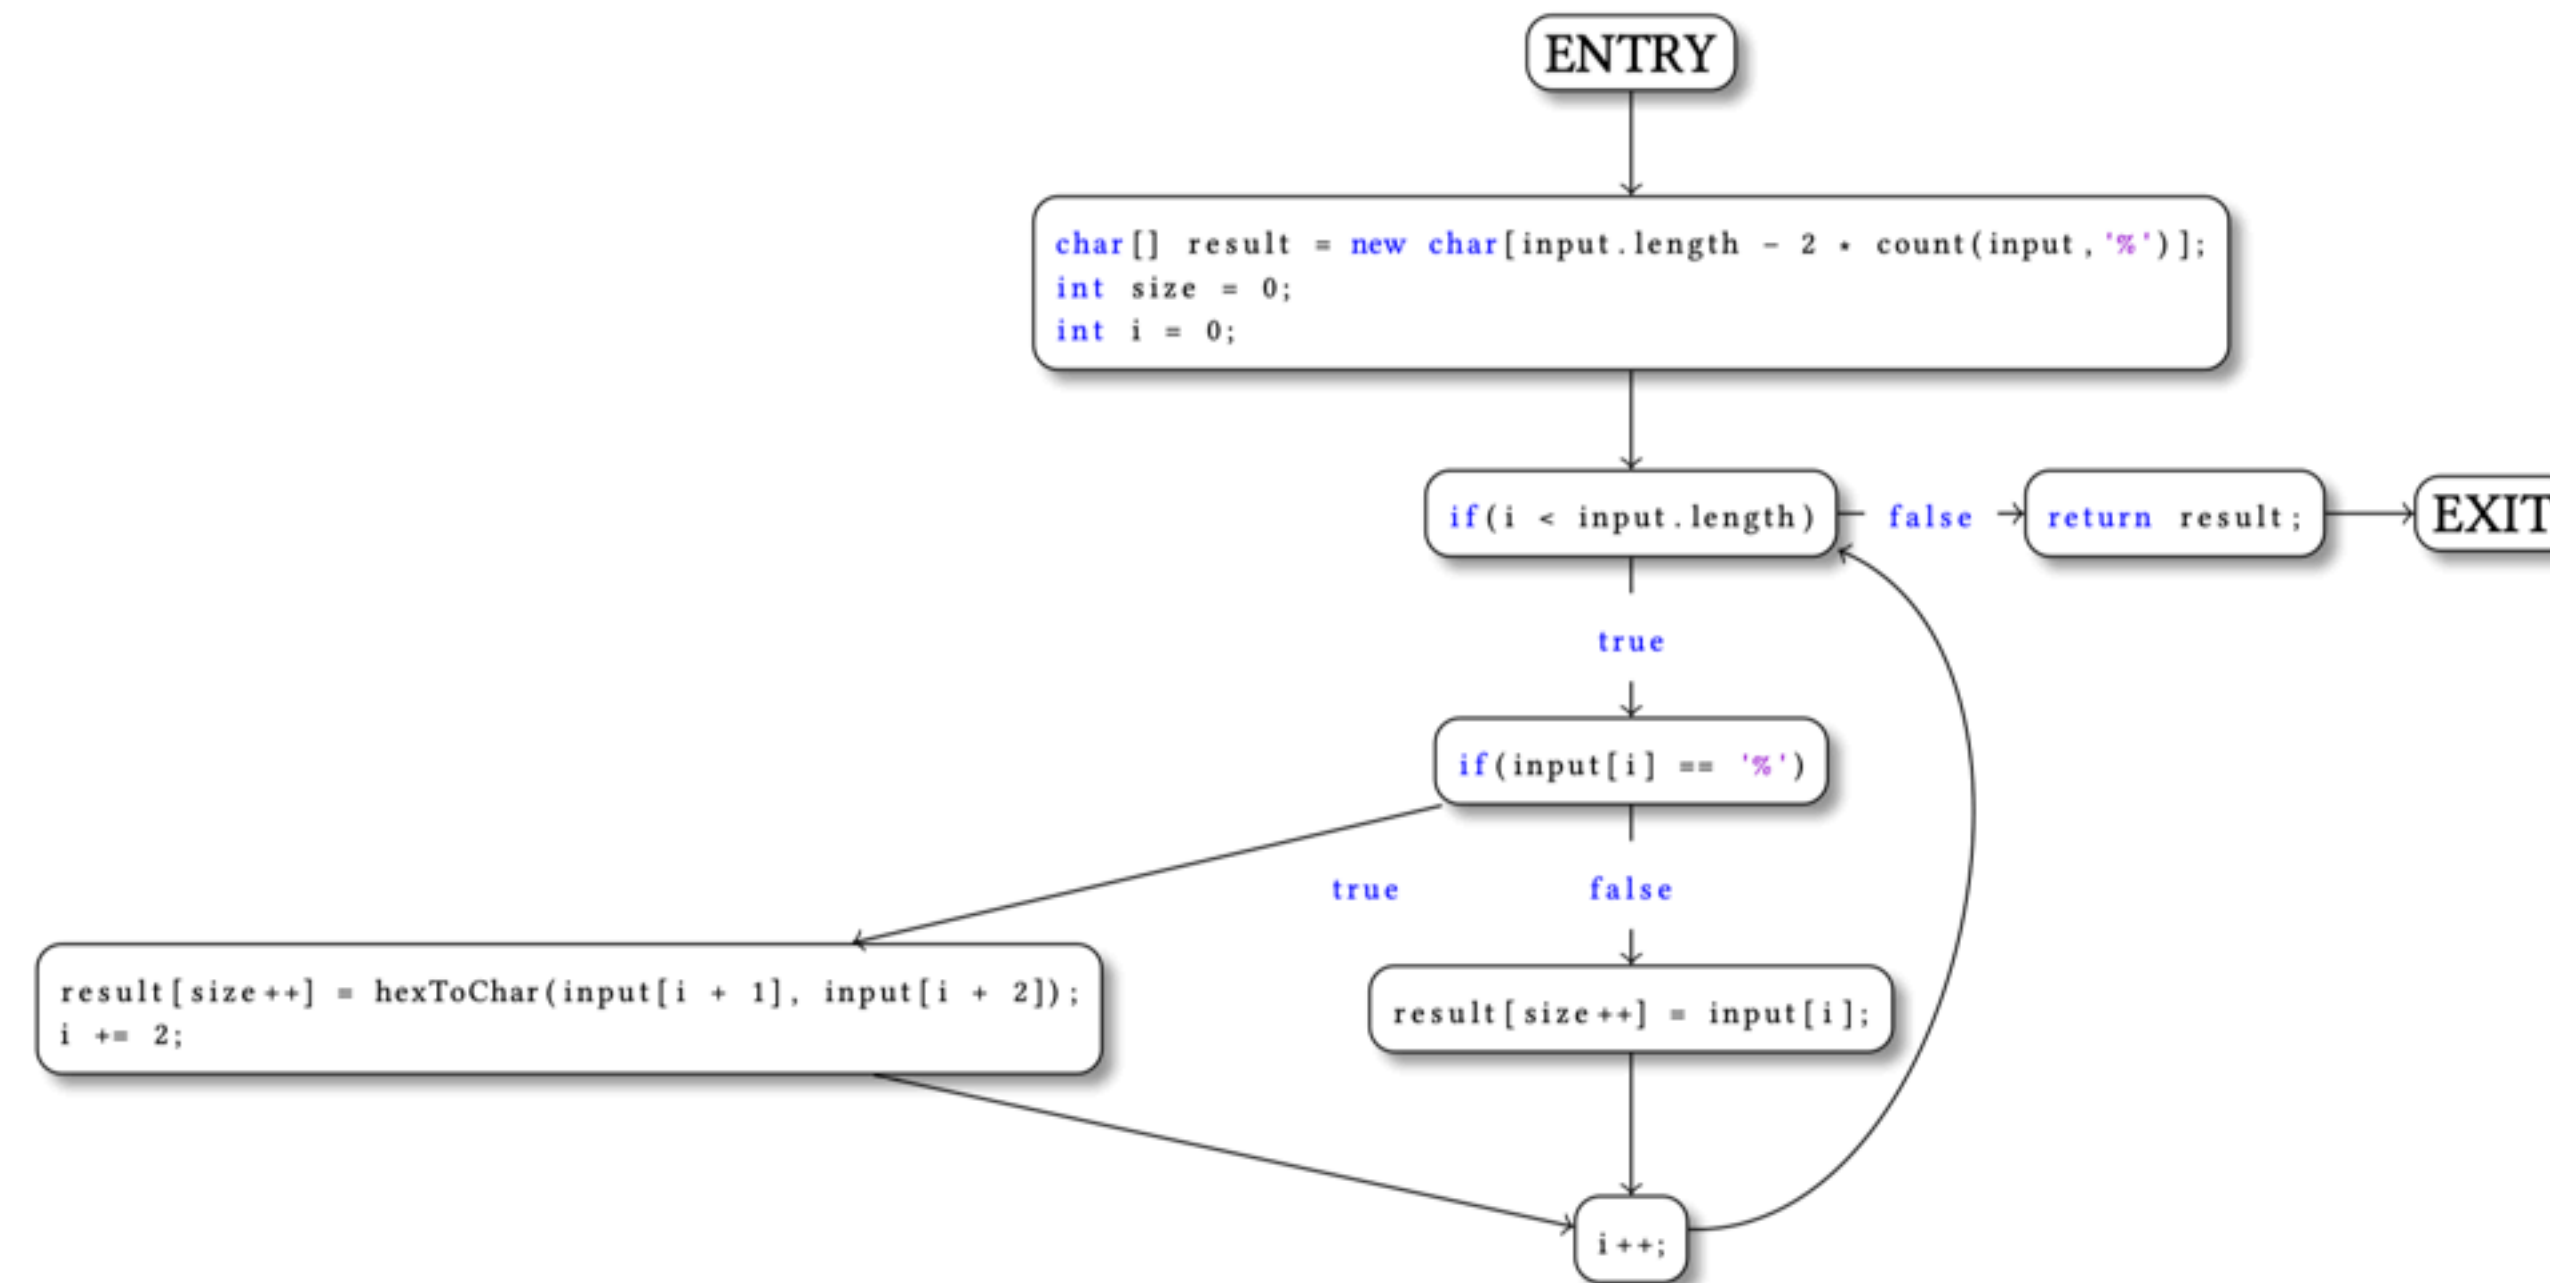 ENTRY
char[] result = new char[input.length - 2 * count(input,'%')];
int size = 0;
int i = 0;
if(i < input.length)
false
return result;
EXIT
true
if(input[i] == '%')
true
false
result[size++] = hexToChar(input[i + 1], input[i + 2]);
i += 2;
result[size++] = input[i];
i++;